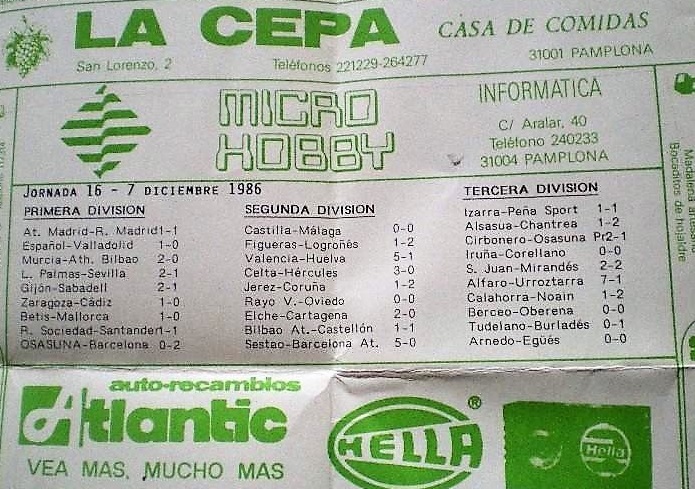 LA CEPA
CASA DE COMIDAS
San Lorenzo, 2
Teléfonos 221229-264277
31001 PAMPLONA
MICRO
HOBBY
INFORMATICA
C/ Aralar, 40
Teléfono 240233
31004 PAMPLONA
Madalena artesana
Bocaditos de hojaldre
JORNADA 16 - 7 DICIEMBRE 1986
PRIMERA DIVISION
At. Madrid-R. Madrid1-1
Español-Valladolid 1-0
Murcia-Ath. Bilbao 2-0
L. Palmas-Sevilla 2-1
Gijón-Sabadell 2-1
Zaragoza-Cádiz 1-0
Betis-Mallorca 1-0
R. Sociedad-Santander1-1
OSASUNA-Barcelona 0-2
SEGUNDA DIVISION
Castilla-Málaga 0-0
Figueras-Logroñés 1-2
Valencia-Huelva 5-1
Celta-Hércules 3-0
Jerez-Coruña 1-2
Rayo V.-Oviedo 0-0
Elche-Cartagena 2-0
Bilbao At.-Castellón 1-1
Sestao-Barcelona At. 5-0
TERCERA DIVISION
Izarra-Peña Sport 1-1
Alsasua-Chantrea 1-2
Cirbonero-Osasuna Pr2-1
Iruña-Corellano 0-0
S. Juan-Mirandés 2-2
Alfaro-Urroztarra 7-1
Calahorra-Noain 1-2
Berceo-Oberena 0-0
Tudelano-Burladés 0-1
Arnedo-Egüés 0-0
auto-recambios
Atlantic
VEA MAS, MUCHO MAS
HELLA®
Hella